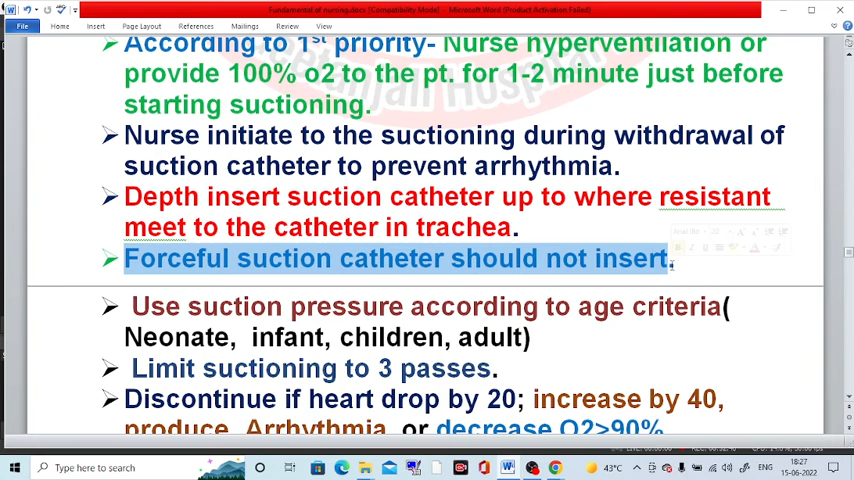 Fundamental of nursing.docx [Compatibility Mode] - Microsoft Word (Product Activation Failed)
File Home Insert Page Layout References Mailings Review View
According to 1st priority- Nurse hyperventilation or
provide 100% o2 to the pt. for 1-2 minute just before
starting suctioning.
Nurse initiate to the suctioning during withdrawal of
suction catheter to prevent arrhythmia.
Depth insert suction catheter up to where resistant
meet to the catheter in trachea.
Forceful suction catheter should not insert.
Use suction pressure according to age criteria(
Neonate, infant, children, adult)
Limit suctioning to 3 passes.
Discontinue if heart drop by 20; increase by 40,
produce Arrhythmia, or decrease O2>90%
Type here to search
43°C
ENG
18:27
15-06-2022